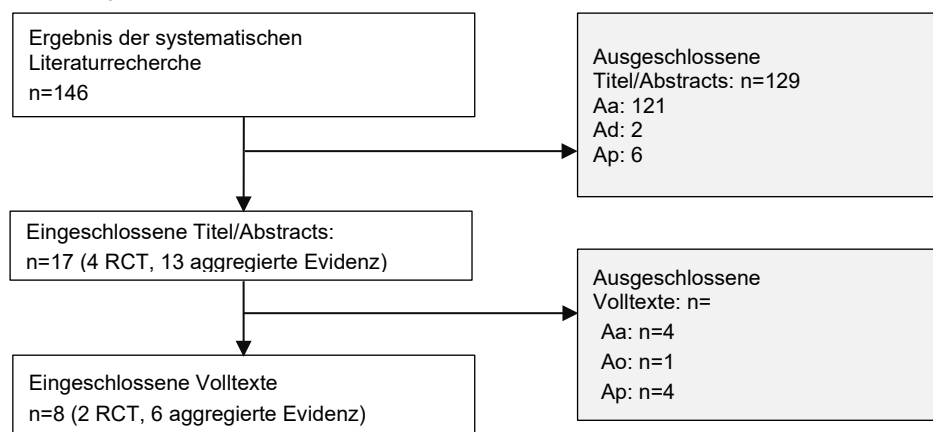 Ergebnis der systematischen
Literaturrecherche
n=146
Ausgeschlossene
Titel/Abstracts: n=129
Aa: 121
Ad: 2
Ap: 6
Eingeschlossene Titel/Abstracts:
n=17 (4 RCT, 13 aggregierte Evidenz)
Ausgeschlossene
Volltexte: n=
Aa: n=4
Ao: n=1
Ap: n=4
Eingeschlossene Volltexte
n=8 (2 RCT, 6 aggregierte Evidenz)